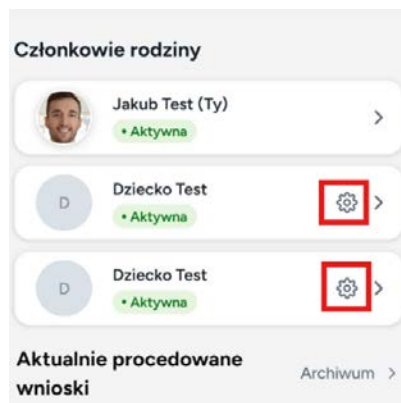 Członkowie rodziny
Jakub Test (Ty)
• Aktywna
D
Dziecko Test
• Aktywna
D
Dziecko Test
• Aktywna
Aktualnie procedowane
wnioski
Archiwum